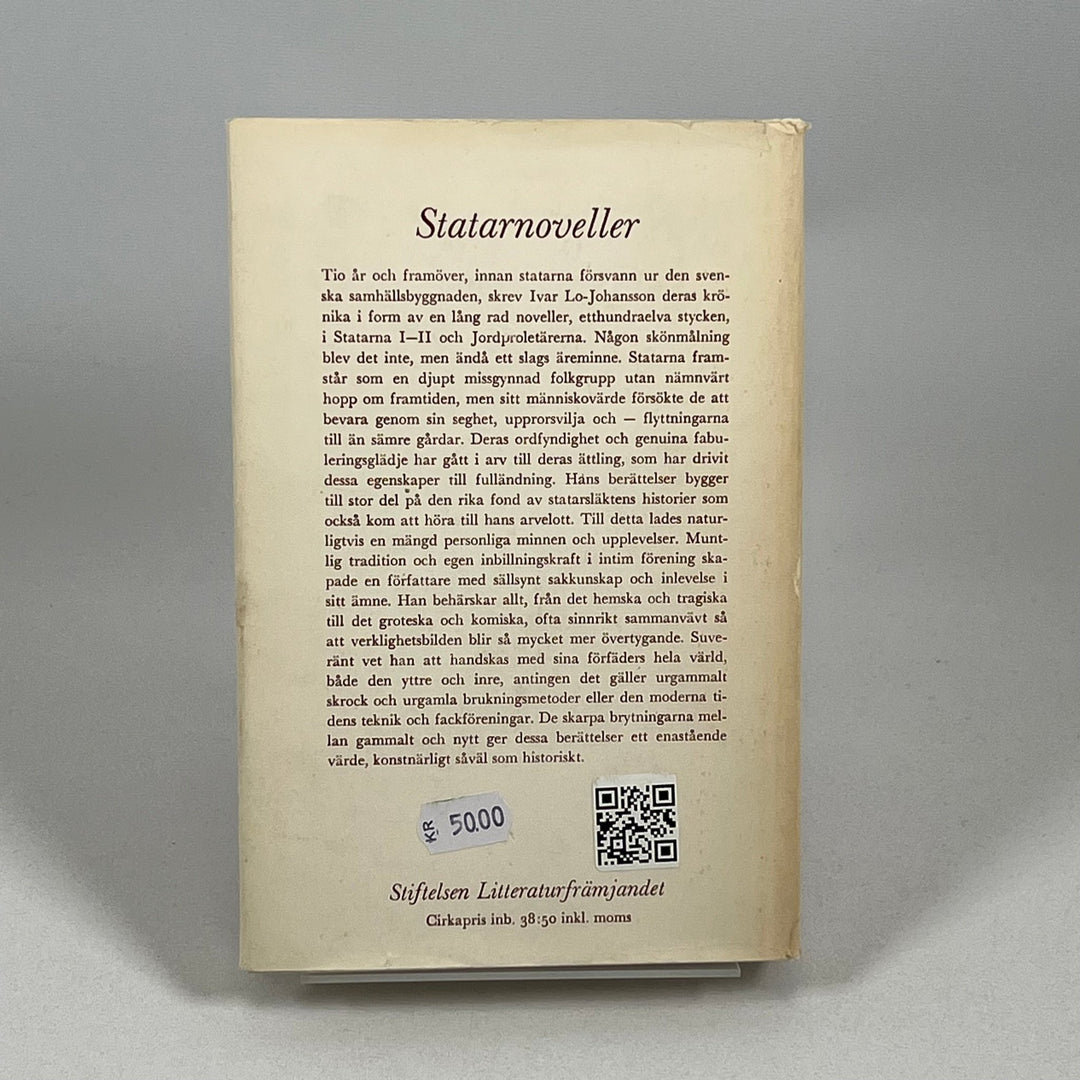 Statarnoveller
Tio år och framöver, innan statarna försvann ur den sven-
ska samhällsbyggnaden, skrev Ivar Lo-Johansson deras krö-
nika i form av en lång rad noveller, etthundraelva stycken,
i Statarna I—II och Jordproletärerna. Någon skönmålning
blev det inte, men ändå ett slags äreminne. Statarna fram-
står som en djupt missgynnad folkgrupp utan nämnvärt
hopp om framtiden, men sitt människovärde försökte de att
bevara genom sin seghet, upprorsvilja och — flyttningarna
till än sämre gårdar. Deras ordfyndighet och genuina fabu-
leringsglädje har gått i arv till deras ättling, som har drivit
dessa egenskaper till fulländning. Hans berättelser bygger
till stor del på den rika fond av statarsläktens historier som
också kom att höra till hans arvelott. Till detta lades natur-
ligtvis en mängd personliga minnen och upplevelser. Munt-
lig tradition och egen inbillningskraft i intim förening ska-
pade en författare med sällsynt sakkunskap och inlevelse i
sitt ämne. Han behärskar allt, från det hemska och tragiska
till det groteska och komiska, ofta sinnrikt sammanvävt så
att verklighetsbilden blir så mycket mer övertygande. Suve-
ränt vet han att handskas med sina förfäders hela värld,
både den yttre och inre, antingen det gäller urgammalt
skrock och urgamla brukningsmetoder eller den moderna ti-
dens teknik och fackföreningar. De skarpa brytningarna mel-
lan gammalt och nytt ger dessa berättelser ett enastående
värde, konstnärligt såväl som historiskt.
KR 50.00
Stiftelsen Litteraturfrämjandet
Cirkapris inb. 38:50 inkl. moms